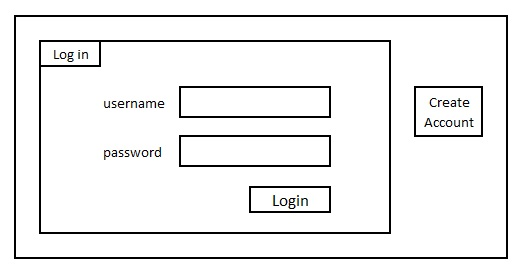 Log in
username
password
Login
Create
Account